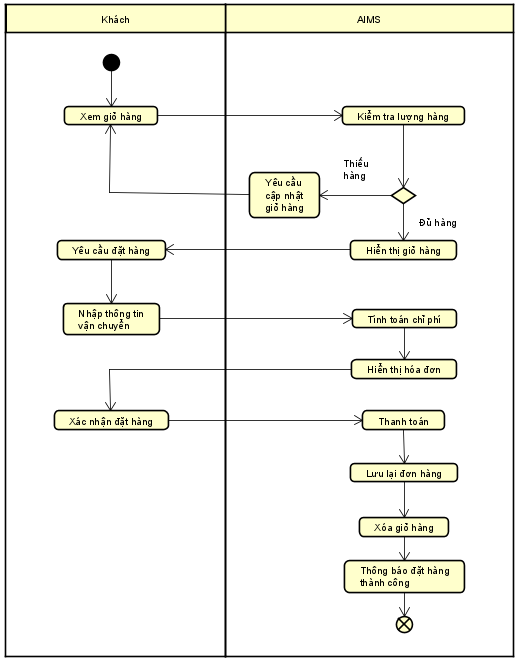 Khách
AIMS
Xem giỏ hàng
Kiểm tra lượng hàng
Thiếu
hàng
Yêu cầu
cập nhật
giỏ hàng
Đủ hàng
Yêu cầu đặt hàng
Hiển thị giỏ hàng
Nhập thông tin
vận chuyển
Tính toán chi phí
Hiển thị hóa đơn
Xác nhận đặt hàng
Thanh toán
Lưu lại đơn hàng
Xóa giỏ hàng
Thông báo đặt hàng
thành công